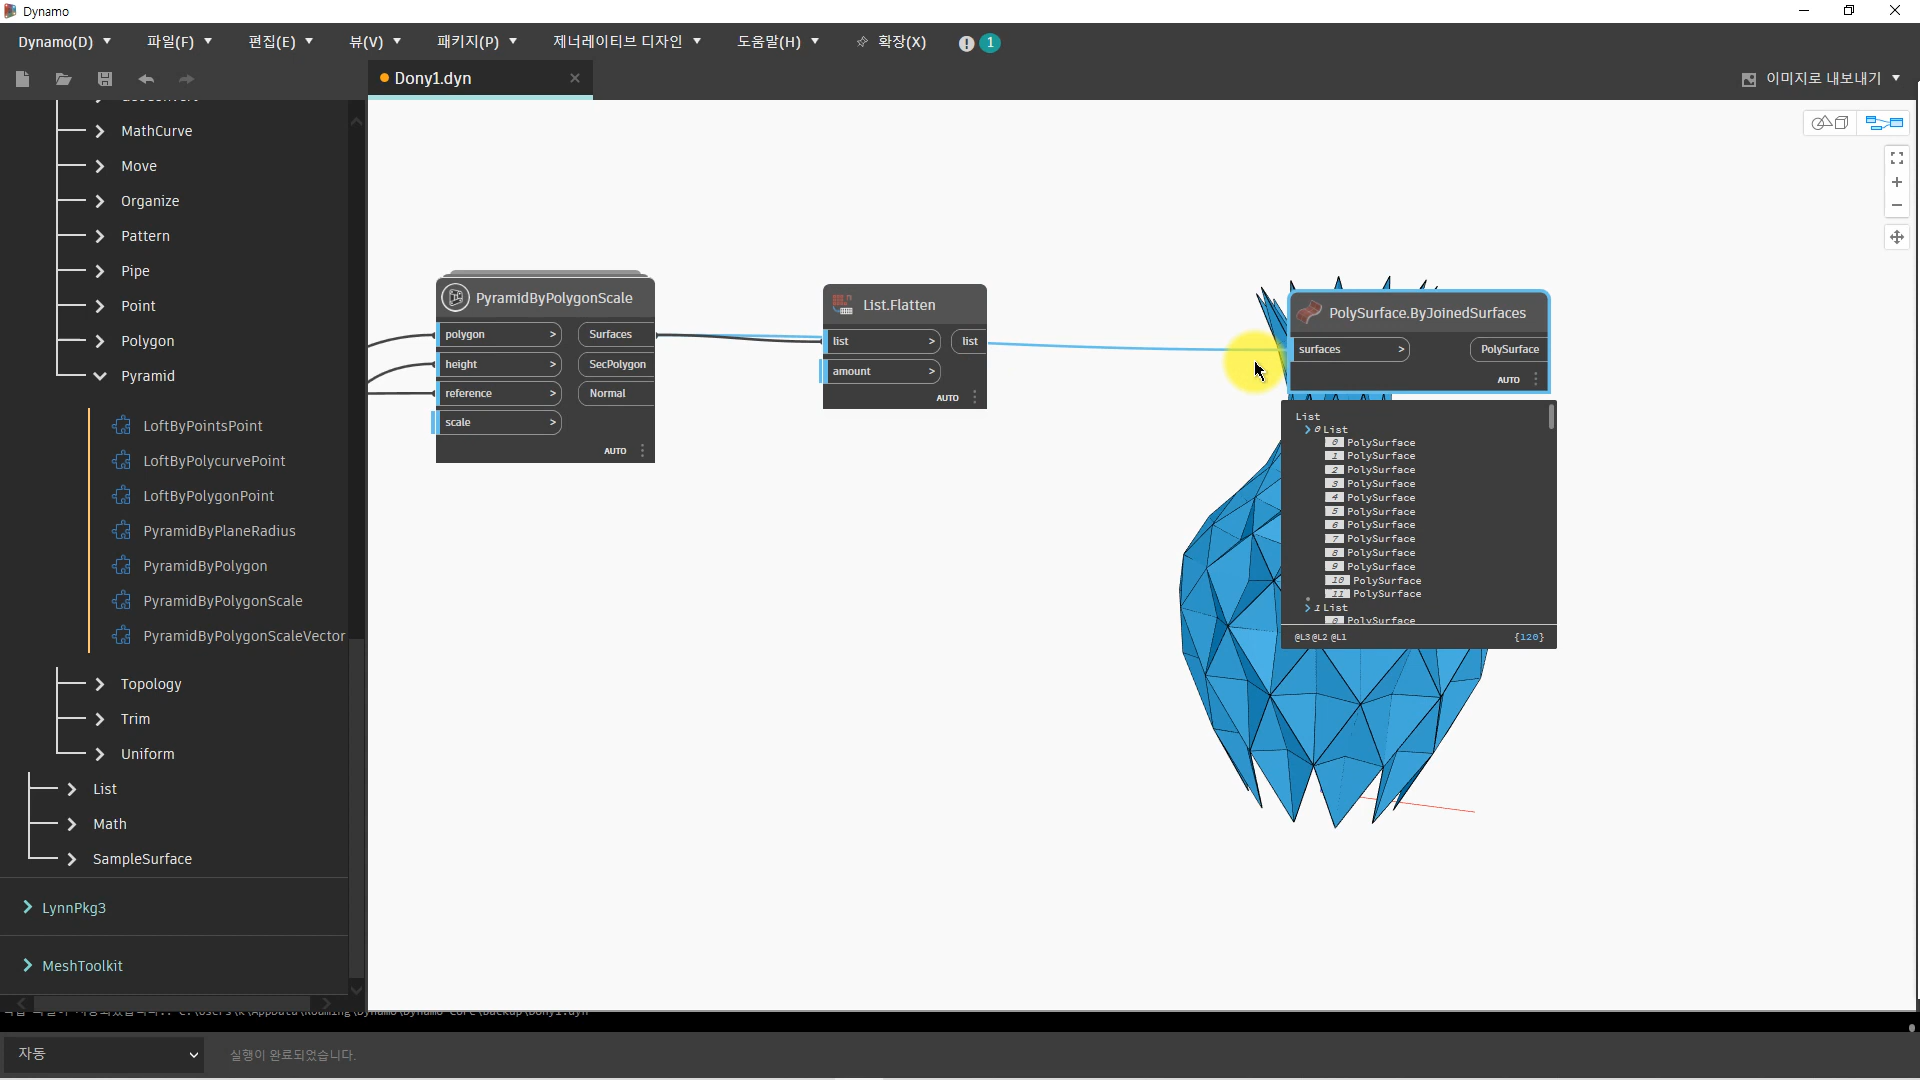 Dynamo
Dynamo(D)
파일(F)
편집(E)
뷰(V)
패키지(P)
제너레이티브 디자인
도움말(H)
확장(X)
1
Dony1.dyn
이미지로 내보내기
MathCurve
Move
Organize
Pattern
Pipe
Point
Polygon
Pyramid
LoftByPointsPoint
LoftByPolycurvePoint
LoftByPolygonPoint
PyramidByPlaneRadius
PyramidByPolygon
PyramidByPolygonScale
PyramidByPolygonScaleVector
Topology
Trim
Uniform
List
Math
SampleSurface
LynnPkg3
MeshToolkit
PyramidByPolygonScale
polygon >
Surfaces
height >
SecPolygon
reference >
Normal
scale >
AUTO
List.Flatten
list >
list
amount >
AUTO
PolySurface.ByJoinedSurfaces
surfaces >
PolySurface
AUTO
List
0 List
0 PolySurface
1 PolySurface
2 PolySurface
3 PolySurface
4 PolySurface
5 PolySurface
6 PolySurface
7 PolySurface
8 PolySurface
9 PolySurface
10 PolySurface
11 PolySurface
1 List
0 PolySurface
@L3 @L2 @L1
{120}
자동
실행이 완료되었습니다.